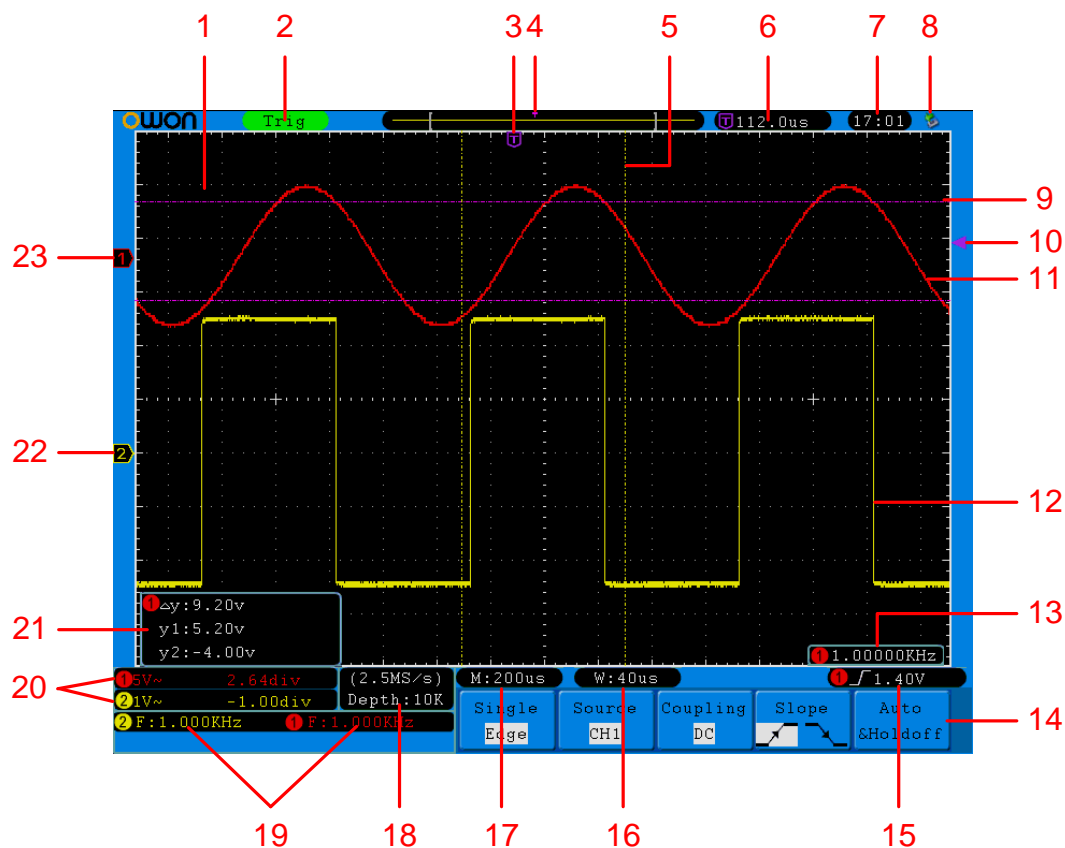 1 2 3 4 5 6 7 8
OWON Trig T 112.0us 17:01
T
9
10
11
23 1
22 2
12
21
1 △y:9.20v
y1:5.20v
y2:-4.00v
13
1 1.00000KHz
20
1 5V~ 2.64div
2 1V~ -1.00div
(2.5MS/s)
Depth:10K
M:200us W:40us 1 1.40V
2 F:1.000KHz 1 F:1.000KHz
Single Source Coupling Slope Auto
Edge CH1 DC &Holdoff
14
19 18 17 16 15